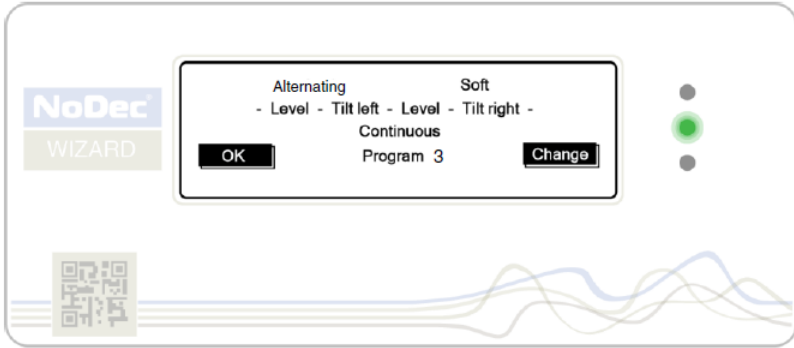 NoDec
WIZARD
Alternating Soft
- Level - Tilt left - Level - Tilt right -
Continuous
OK Program 3 Change